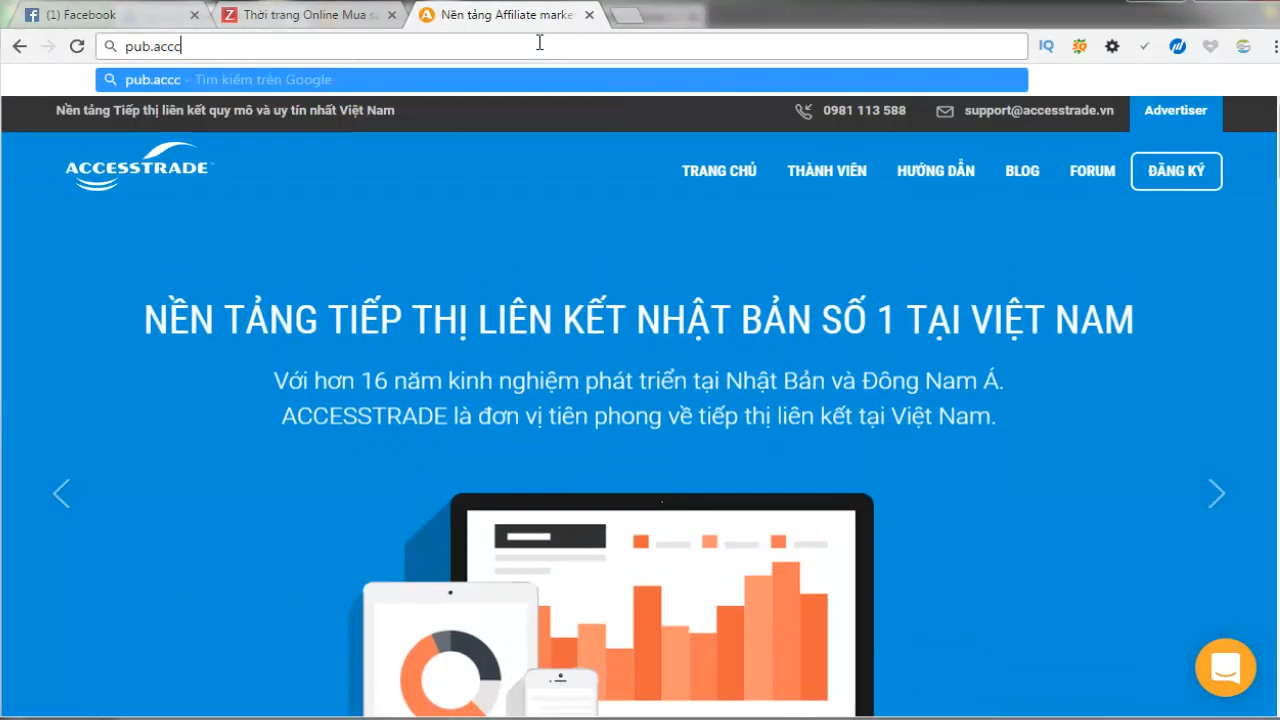 (1) Facebook
Thời trang Online Mua s
Nền tảng Affiliate marke
pub.accc
IQ
pub.accc - Tìm kiếm trên Google
Nền tảng Tiếp thị liên kết quy mô và uy tín nhất Việt Nam
0981 113 588
support@accesstrade.vn
Advertiser
ACCESSTRADE
TRANG CHỦ
THÀNH VIÊN
HƯỚNG DẪN
BLOG
FORUM
ĐĂNG KÝ
NỀN TẢNG TIẾP THỊ LIÊN KẾT NHẬT BẢN SỐ 1 TẠI VIỆT NAM
Với hơn 16 năm kinh nghiệm phát triển tại Nhật Bản và Đông Nam Á.
ACCESSTRADE là đơn vị tiên phong về tiếp thị liên kết tại Việt Nam.